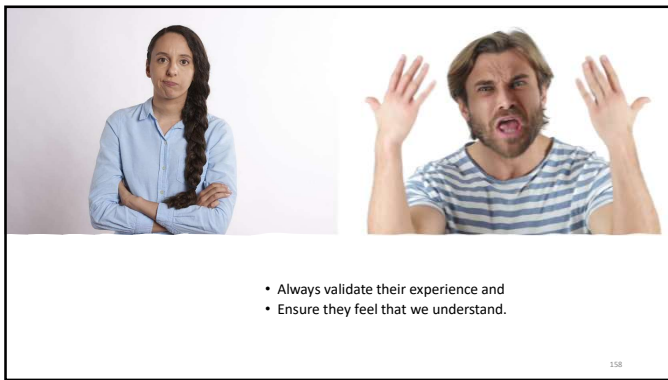 • Always validate their experience and
• Ensure they feel that we understand.
158